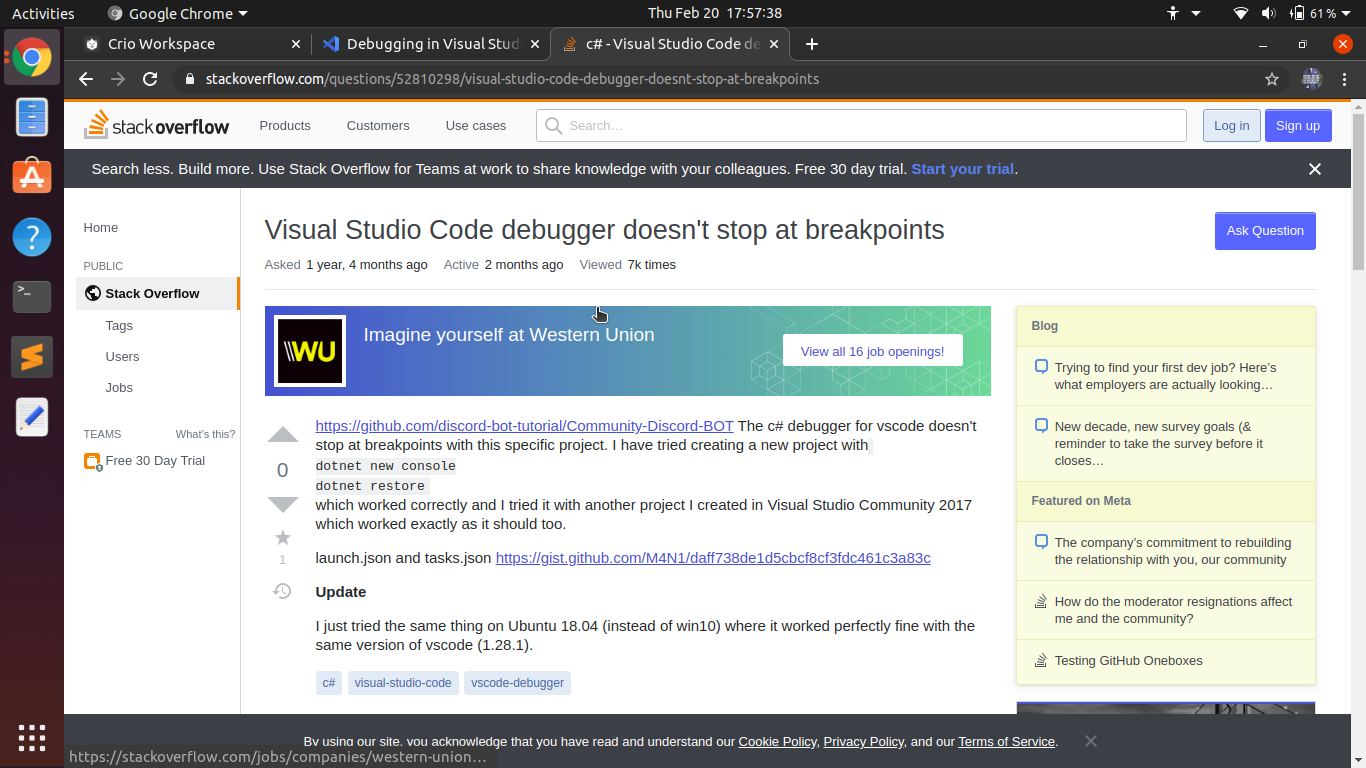 Activities
Google Chrome
Thu Feb 20 17:57:38
61 %
Crio Workspace
Debugging in Visual Stud
c# - Visual Studio Code de
stackoverflow.com/questions/52810298/visual-studio-code-debugger-doesnt-stop-at-breakpoints
stackoverflow
Products
Customers
Use cases
Search…
Log in
Sign up
Search less. Build more. Use Stack Overflow for Teams at work to share knowledge with your colleagues. Free 30 day trial. Start your trial.
Home
PUBLIC
Stack Overflow
Tags
Users
Jobs
TEAMS
What's this?
Free 30 Day Trial
Visual Studio Code debugger doesn't stop at breakpoints
Ask Question
Asked 1 year, 4 months ago Active 2 months ago Viewed 7k times
WU
Imagine yourself at Western Union
View all 16 job openings!
0
1
https://github.com/discord-bot-tutorial/Community-Discord-BOT The c# debugger for vscode doesn't
stop at breakpoints with this specific project. I have tried creating a new project with
dotnet new console
dotnet restore
which worked correctly and I tried it with another project I created in Visual Studio Community 2017
which worked exactly as it should too.
launch.json and tasks.json https://gist.github.com/M4N1/daff738de1d5cbcf8cf3fdc461c3a83c
Update
I just tried the same thing on Ubuntu 18.04 (instead of win10) where it worked perfectly fine with the
same version of vscode (1.28.1).
c#
visual-studio-code
vscode-debugger
Blog
Trying to find your first dev job? Here's
what employers are actually looking…
New decade, new survey goals (&
reminder to take the survey before it
closes…
Featured on Meta
The company's commitment to rebuilding
the relationship with you, our community
How do the moderator resignations affect
me and the community?
Testing GitHub Oneboxes
By using our site, you acknowledge that you have read and understand our Cookie Policy, Privacy Policy, and our Terms of Service.
https://stackoverflow.com/jobs/companies/western-union…